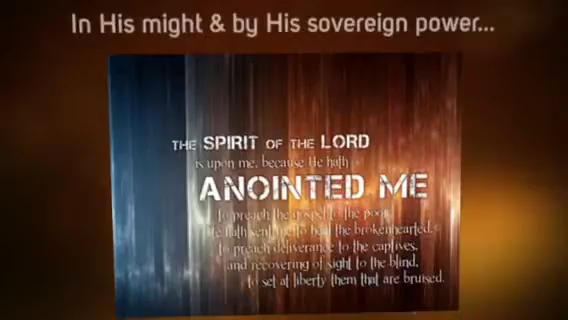 In His might & by His sovereign power...
THE SPIRIT OF THE LORD
is upon me, because He hath
ANOINTED ME
to preach the gospel to the poor
He hath sent me to heal the brokenhearted,
to preach deliverance to the captives,
and recovering of sight to the blind,
to set at liberty them that are bruised.